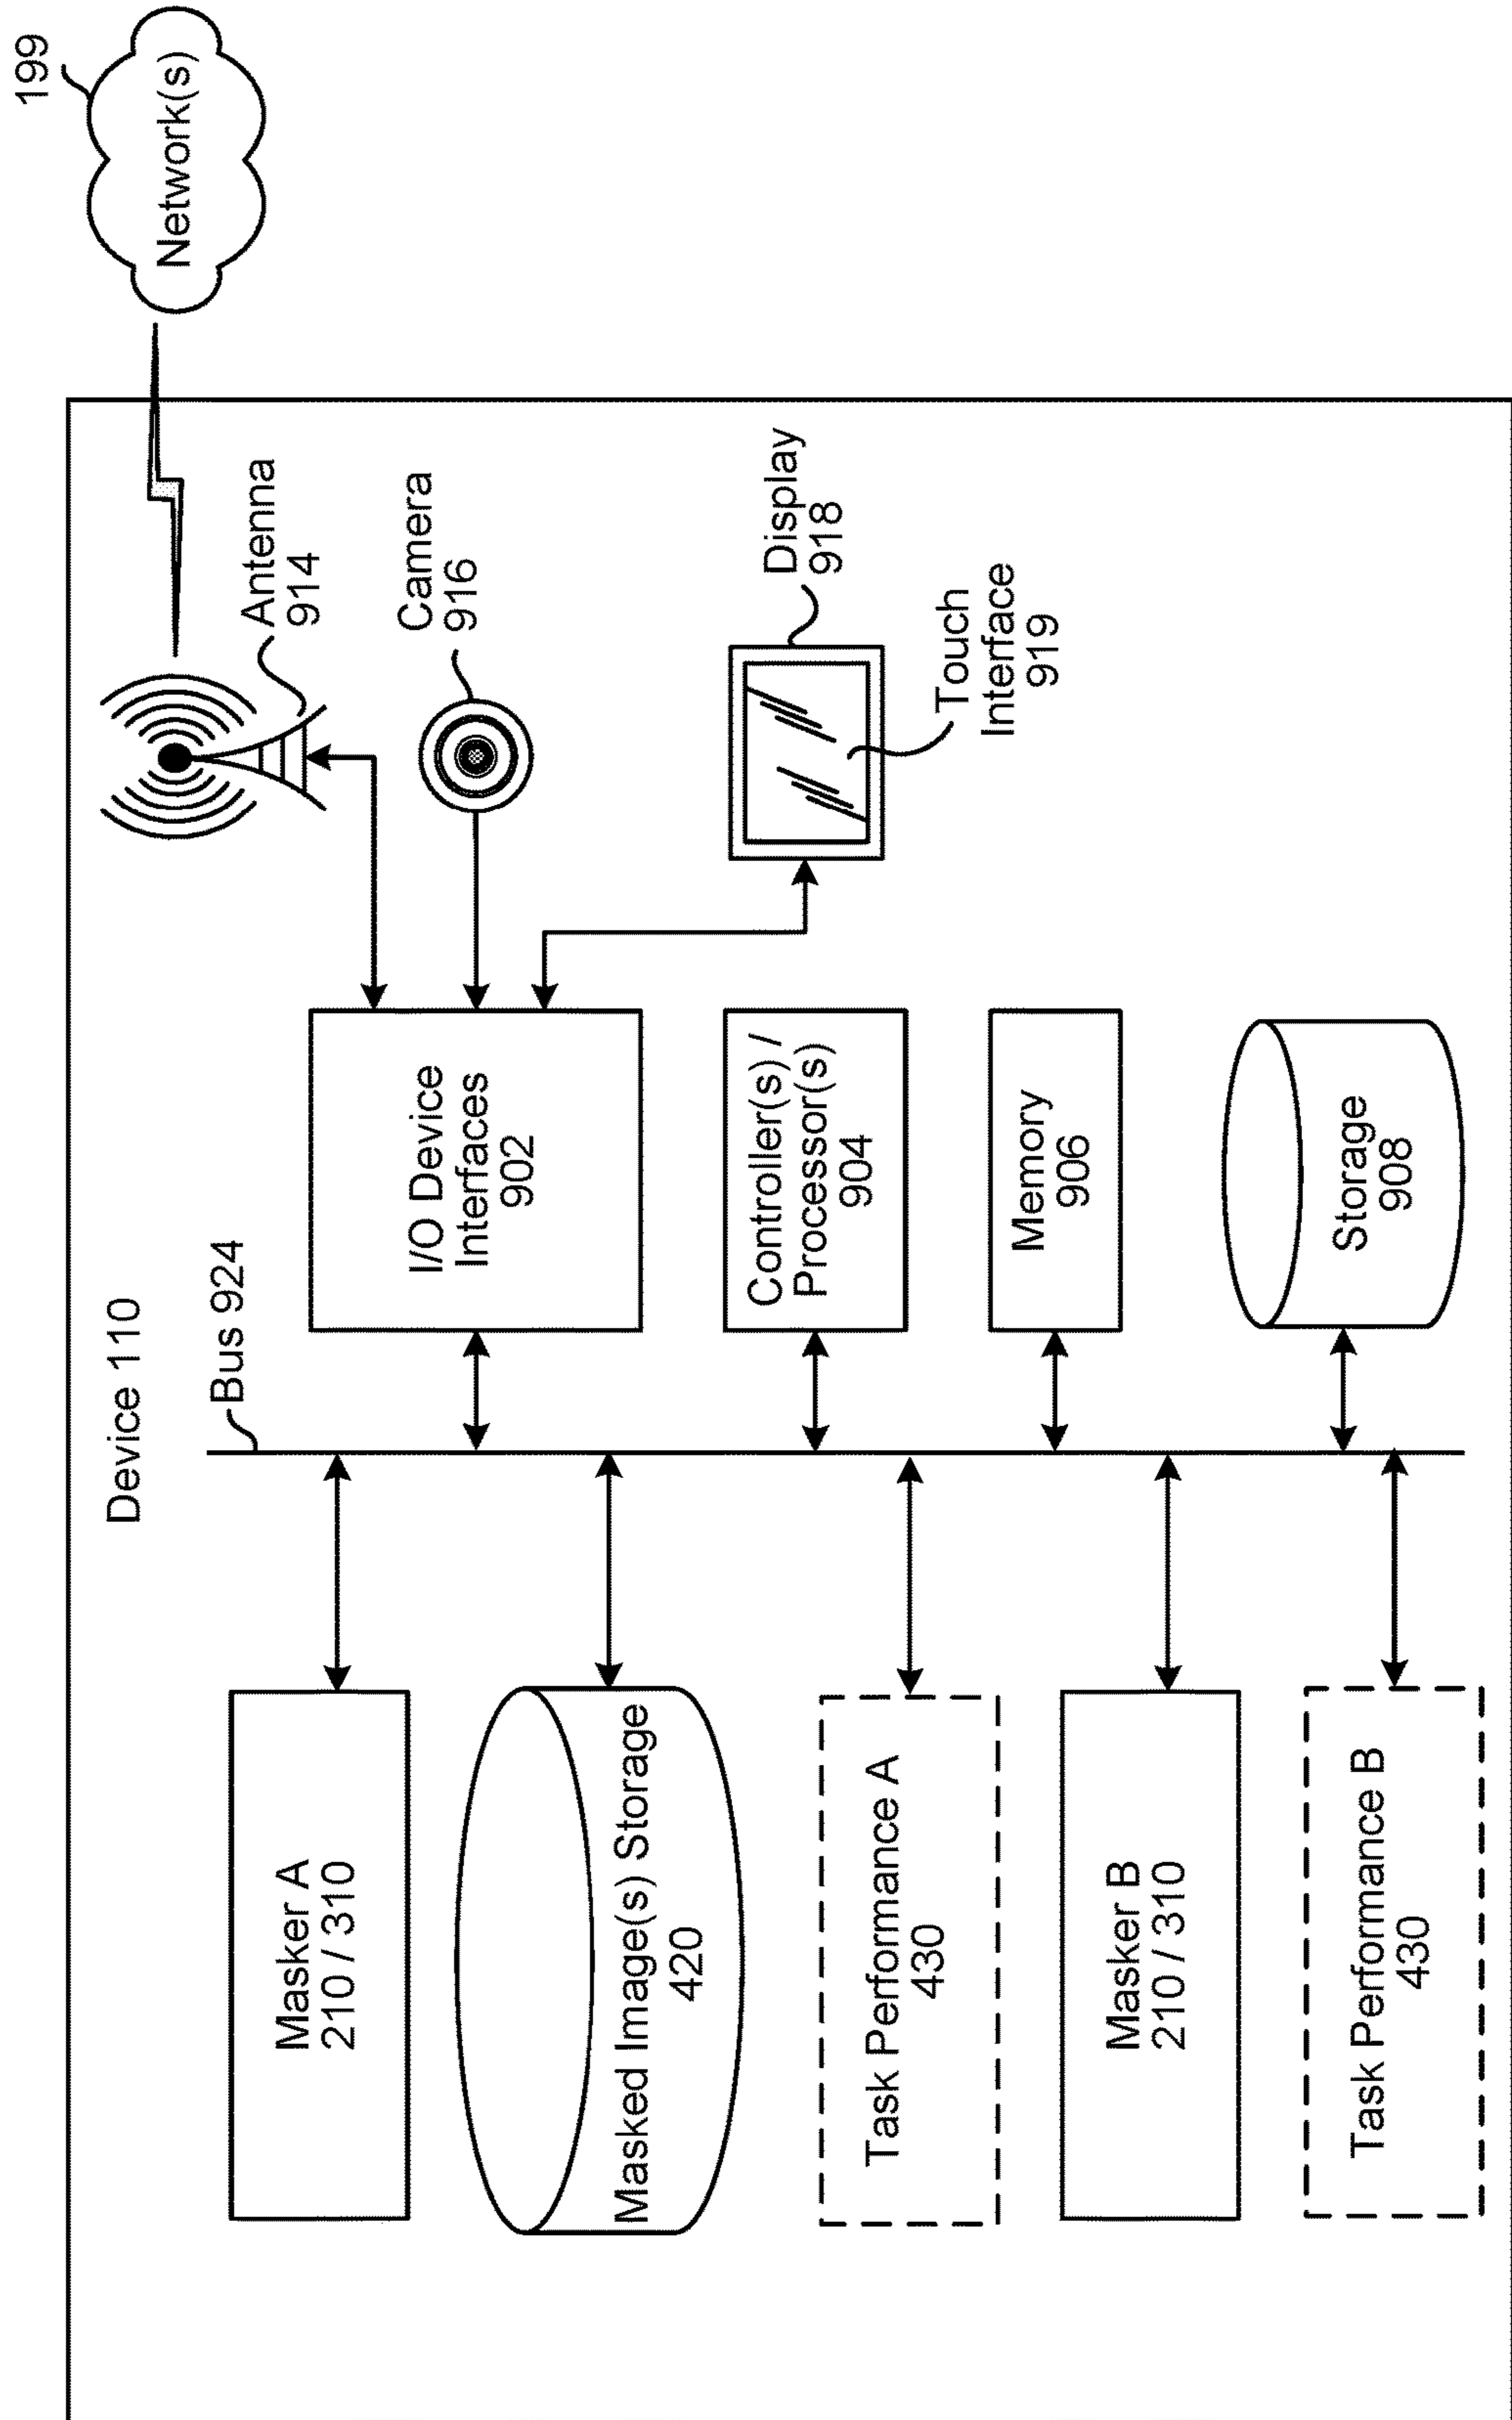 Device 110
Bus 924
Masker A
210 / 310
Masked Image(s) Storage
420
Task Performance A
430
Masker B
210 / 310
Task Performance B
430
I/O Device
Interfaces
902
Controller(s) /
Processor(s)
904
Memory
906
Storage
908
Antenna
914
Camera
916
Display
918
Touch
Interface
919
199
Network(s)